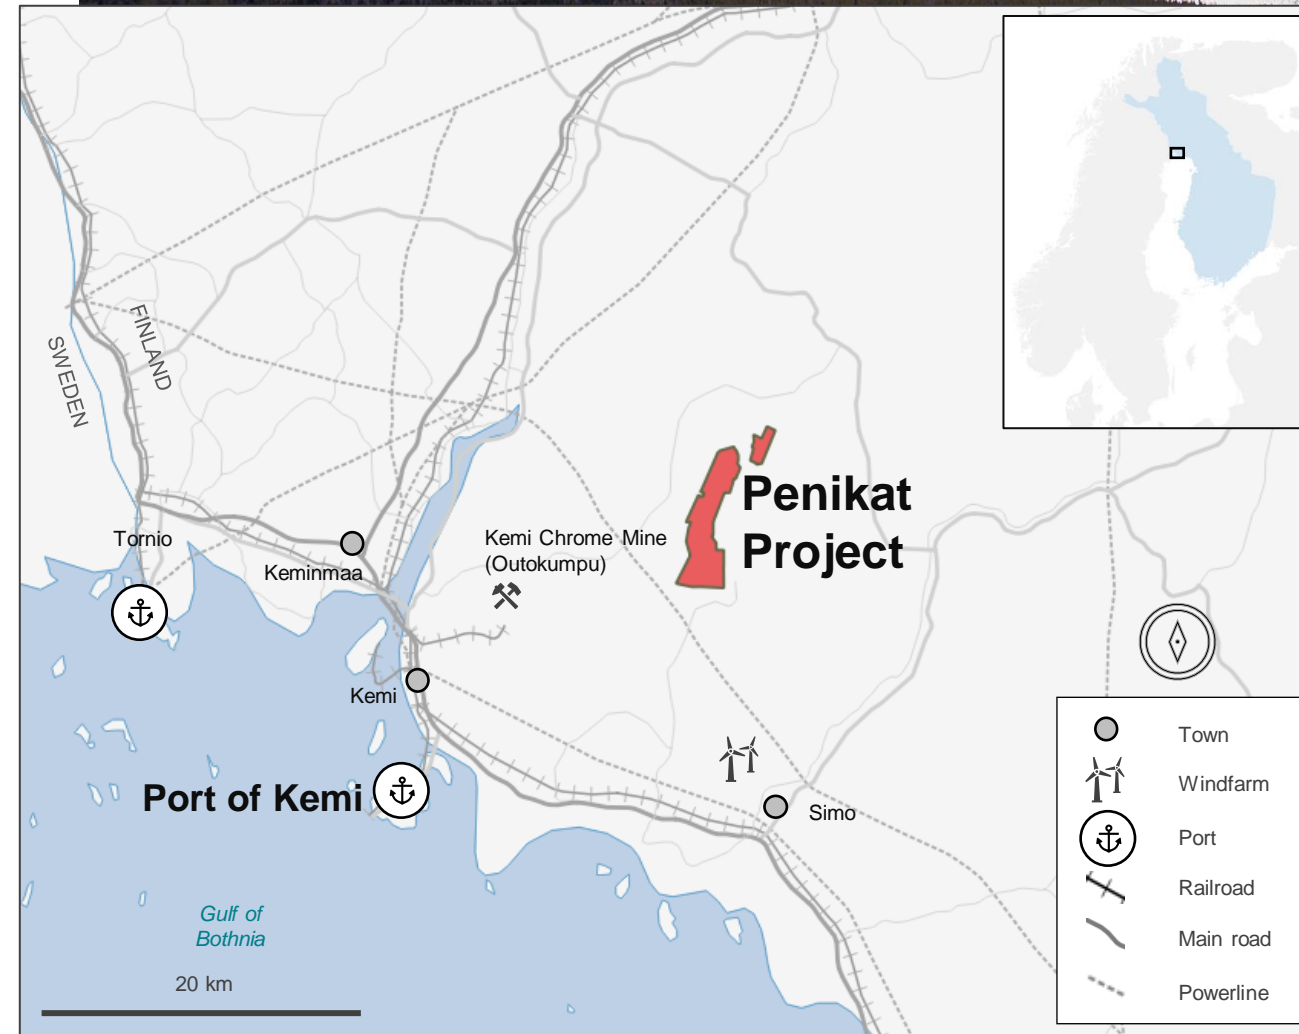 FINLAND
SWEDEN
Penikat
Project
Tornio
Keminmaa
Kemi Chrome Mine
(Outokumpu)
Kemi
Port of Kemi
Simo
Gulf of
Bothnia
20 km
Town
Windfarm
Port
Railroad
Main road
Powerline